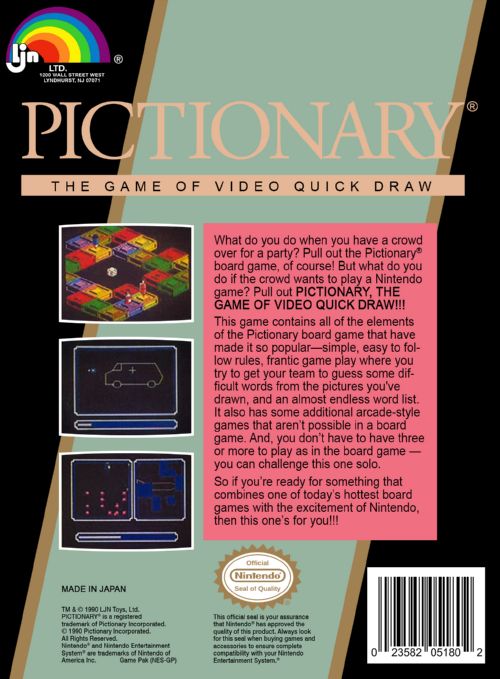 ljn
LTD.
®
1200 WALL STREET WEST
LYNDHURST, NJ 07071
PICTIONARY®
THE GAME OF VIDEO QUICK DRAW
What do you do when you have a crowd
over for a party? Pull out the Pictionary®
board game, of course! But what do you
do if the crowd wants to play a Nintendo
game? Pull out PICTIONARY, THE
GAME OF VIDEO QUICK DRAW!!!
This game contains all of the elements
of the Pictionary board game that have
made it so popular—simple, easy to fol-
low rules, frantic game play where you
try to get your team to guess some dif-
ficult words from the pictures you've
drawn, and an almost endless word list.
It also has some additional arcade-style
games that aren't possible in a board
game. And, you don't have to have three
or more to play as in the board game —
you can challenge this one solo.
So if you're ready for something that
combines one of today's hottest board
games with the excitement of Nintendo,
then this one's for you!!!
MADE IN JAPAN
TM & © 1990 LJN Toys, Ltd.
PICTIONARY® is a registered
trademark of Pictionary Incorporated.
© 1990 Pictionary Incorporated.
All Rights Reserved.
Nintendo® and Nintendo Entertainment
System® are trademarks of Nintendo of
America Inc. Game Pak (NES-GP)
Official
Nintendo
Seal of Quality
This official seal is your assurance
that Nintendo® has approved the
quality of this product. Always look
for this seal when buying games and
accessories to ensure complete
compatibility with your Nintendo
Entertainment System.®
0 23582 05180 2